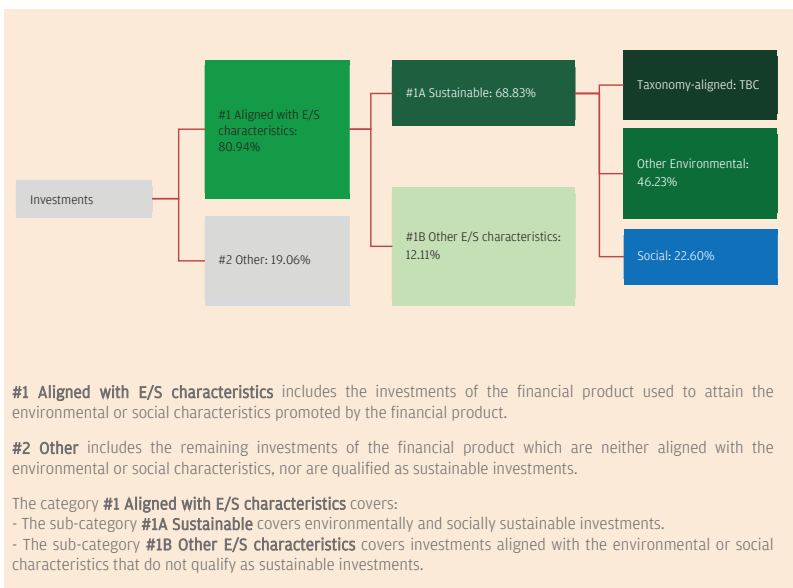 Investments
#1 Aligned with E/S
characteristics:
80.94%
#2 Other: 19.06%
#1A Sustainable: 68.83%
#1B Other E/S characteristics:
12.11%
Taxonomy-aligned: TBC
Other Environmental:
46.23%
Social: 22.60%
#1 Aligned with E/S characteristics includes the investments of the financial product used to attain the
environmental or social characteristics promoted by the financial product.
#2 Other includes the remaining investments of the financial product which are neither aligned with the
environmental or social characteristics, nor are qualified as sustainable investments.
The category #1 Aligned with E/S characteristics covers:
- The sub-category #1A Sustainable covers environmentally and socially sustainable investments.
- The sub-category #1B Other E/S characteristics covers investments aligned with the environmental or social
characteristics that do not qualify as sustainable investments.